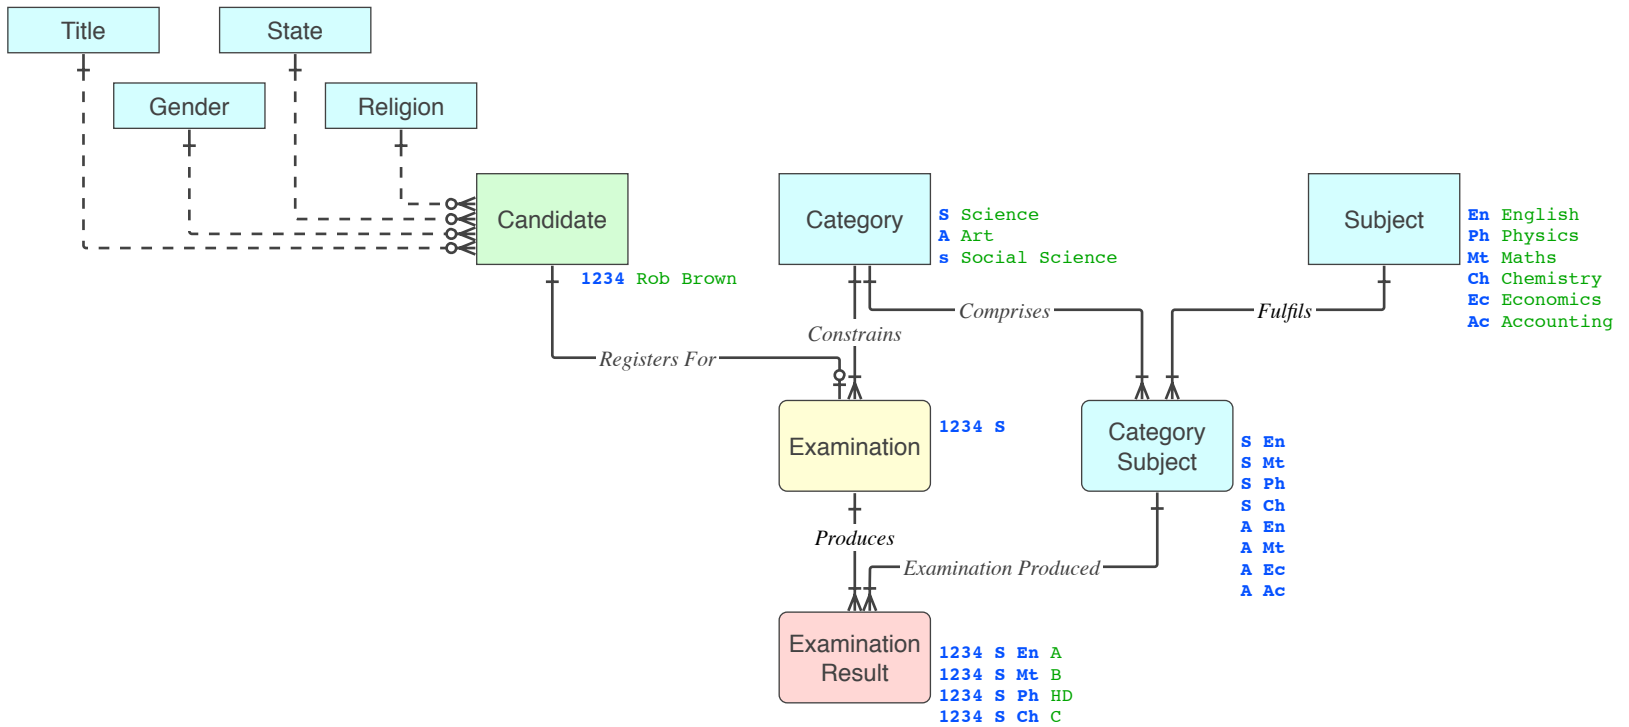 Title
State
Gender
Religion
Candidate
1234 Rob Brown
Category
S Science
A Art
s Social Science
Subject
En English
Ph Physics
Mt Maths
Ch Chemistry
Ec Economics
Ac Accounting
Comprises
Fulfils
Constrains
Registers For
Examination
1234 S
Category
Subject
S En
S Mt
S Ph
S Ch
A En
A Mt
A Ec
A Ac
Produces
Examination Produced
Examination
Result
1234 S En A
1234 S Mt B
1234 S Ph HD
1234 S Ch C